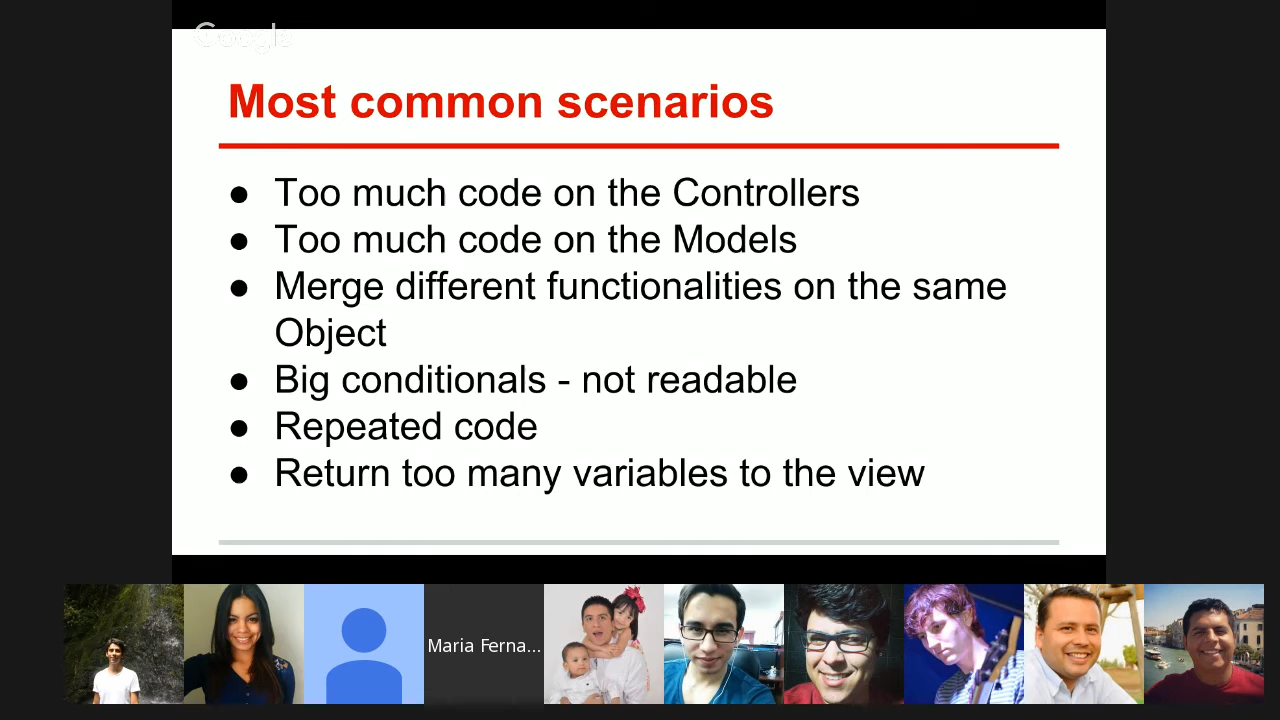 Google
Most common scenarios
● Too much code on the Controllers
● Too much code on the Models
● Merge different functionalities on the same
Object
● Big conditionals - not readable
● Repeated code
● Return too many variables to the view
Maria Ferna...